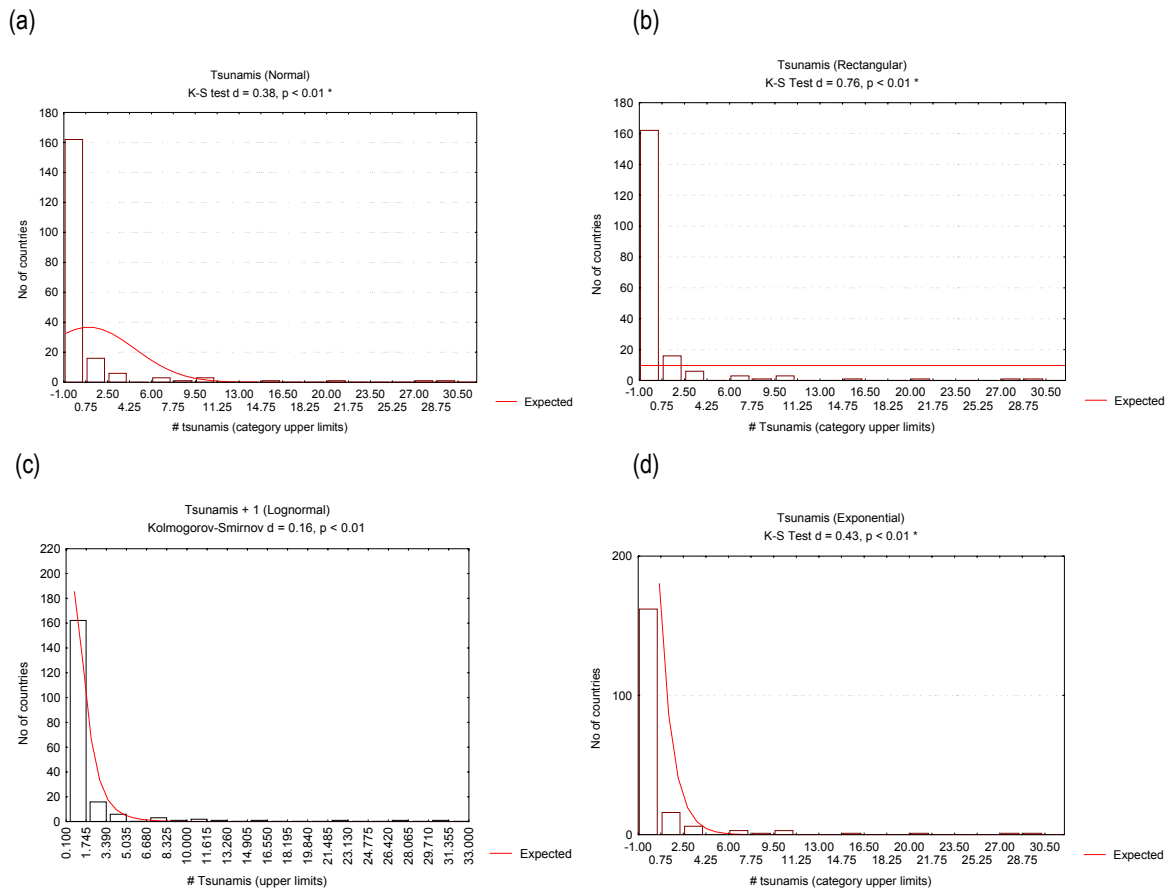 (a)
Tsunamis (Normal)
K-S test d = 0.38, p < 0.01 *
180
160
140
120
100
80
60
40
20
0
No of countries
-1.00 2.50 6.00 9.50 13.00 16.50 20.00 23.50 27.00 30.50
0.75 4.25 7.75 11.25 14.75 18.25 21.75 25.25 28.75
# tsunamis (category upper limits)
Expected
(b)
Tsunamis (Rectangular)
K-S Test d = 0.76, p < 0.01 *
180
160
140
120
100
80
60
40
20
0
No of countries
-1.00 2.50 6.00 9.50 13.00 16.50 20.00 23.50 27.00 30.50
0.75 4.25 7.75 11.25 14.75 18.25 21.75 25.25 28.75
# Tsunamis (category upper limits)
Expected
(c)
Tsunamis + 1 (Lognormal)
Kolmogorov-Smirnov d = 0.16, p < 0.01
220
200
180
160
140
120
100
80
60
40
20
0
No of countries
0.100 1.745 3.390 5.035 6.680 8.325 10.000 11.615 13.260 14.905 16.550 18.195 19.840 21.485 23.130 24.775 26.420 28.065 29.710 31.355 33.000
# Tsunamis (upper limits)
Expected
(d)
Tsunamis (Exponential)
K-S Test d = 0.43, p < 0.01 *
200
100
0
No of countries
-1.00 2.50 6.00 9.50 13.00 16.50 20.00 23.50 27.00 30.50
0.75 4.25 7.75 11.25 14.75 18.25 21.75 25.25 28.75
# tsunamis (category upper limits)
Expected